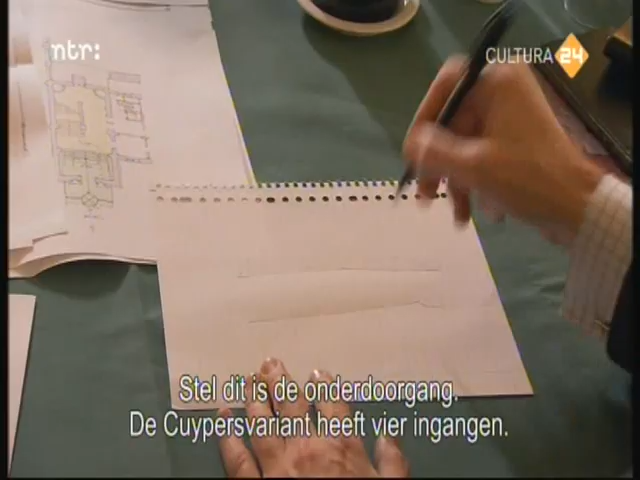 ntr:
CULTURA 24
Stel dit is de onderdoorgang.
De Cuypersvariant heeft vier ingangen.